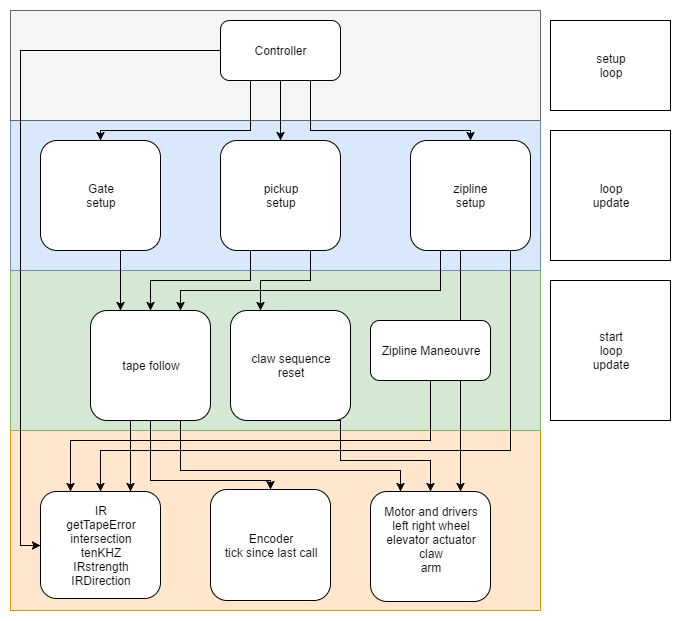 Controller
setup
loop
Gate
setup
pickup
setup
zipline
setup
loop
update
tape follow
claw sequence
reset
Zipline Maneouvre
start
loop
update
IR
getTapeError
intersection
tenKHZ
IRstrength
IRDirection
Encoder
tick since last call
Motor and drivers
left right wheel
elevator actuator
claw
arm